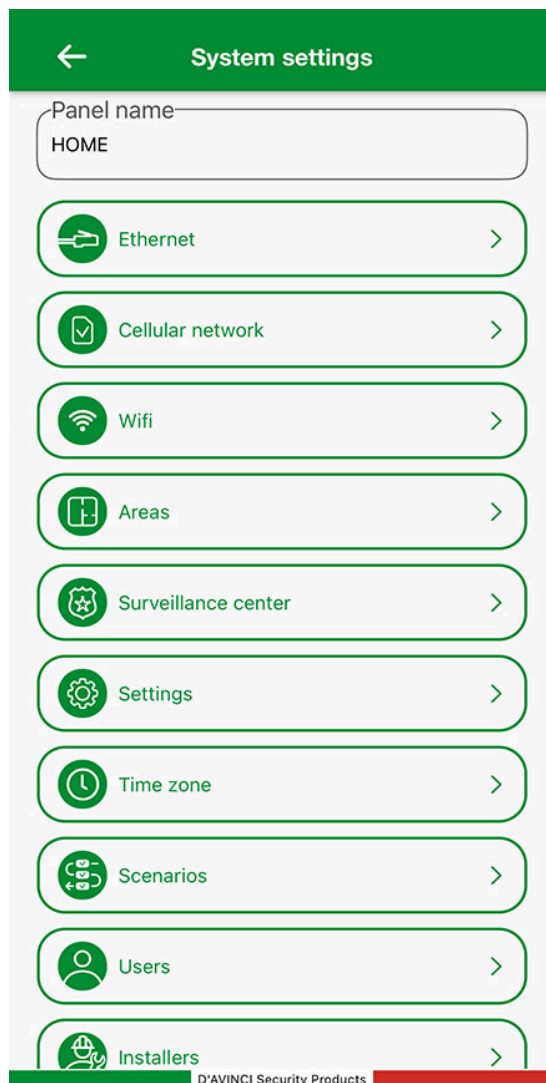 System settings
Panel name
HOME
Ethernet
Cellular network
Wifi
Areas
Surveillance center
Settings
Time zone
Scenarios
Users
Installers
D'AVINCI Security Products